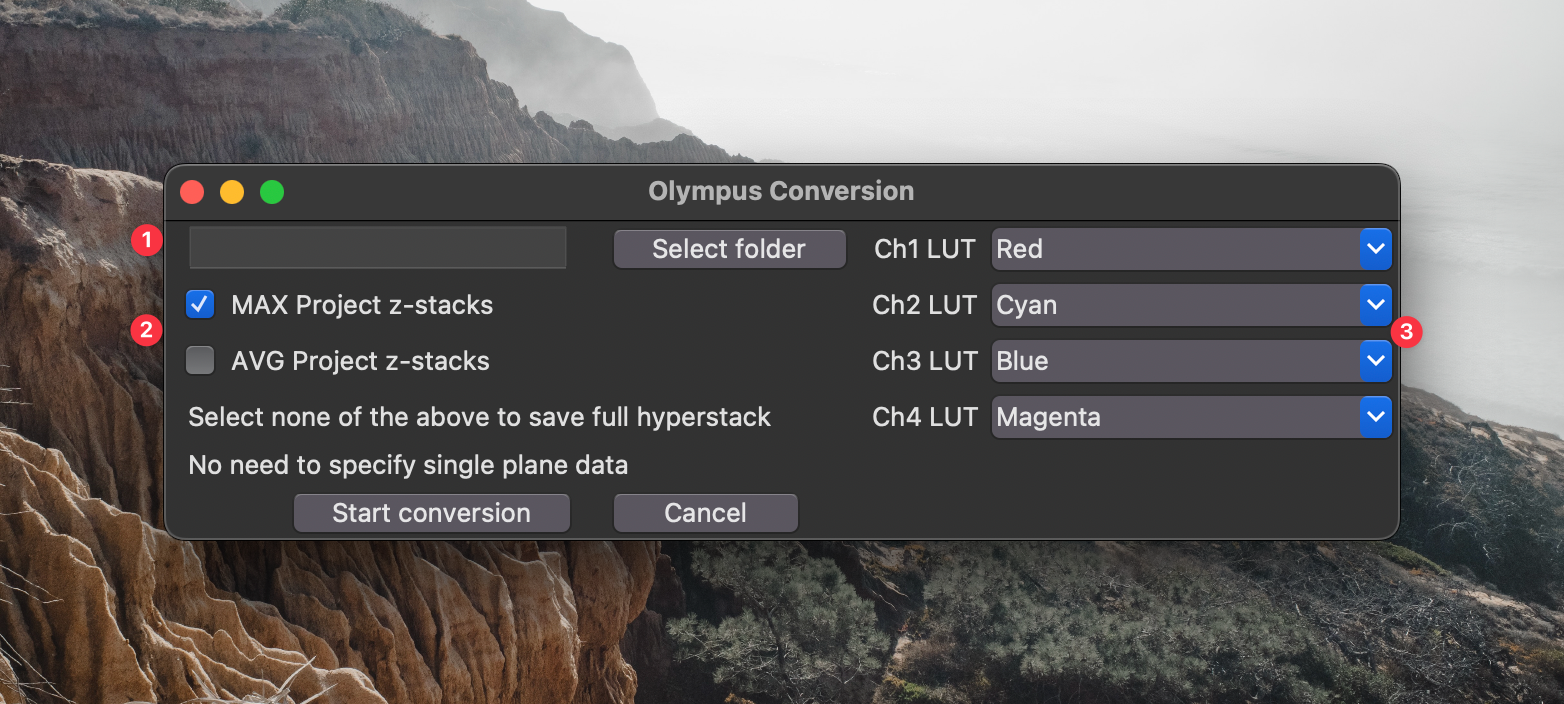 Olympus Conversion
1
Select folder
Ch1 LUT Red
MAX Project z-stacks
Ch2 LUT Cyan
2
3
AVG Project z-stacks
Ch3 LUT Blue
Select none of the above to save full hyperstack
Ch4 LUT Magenta
No need to specify single plane data
Start conversion
Cancel